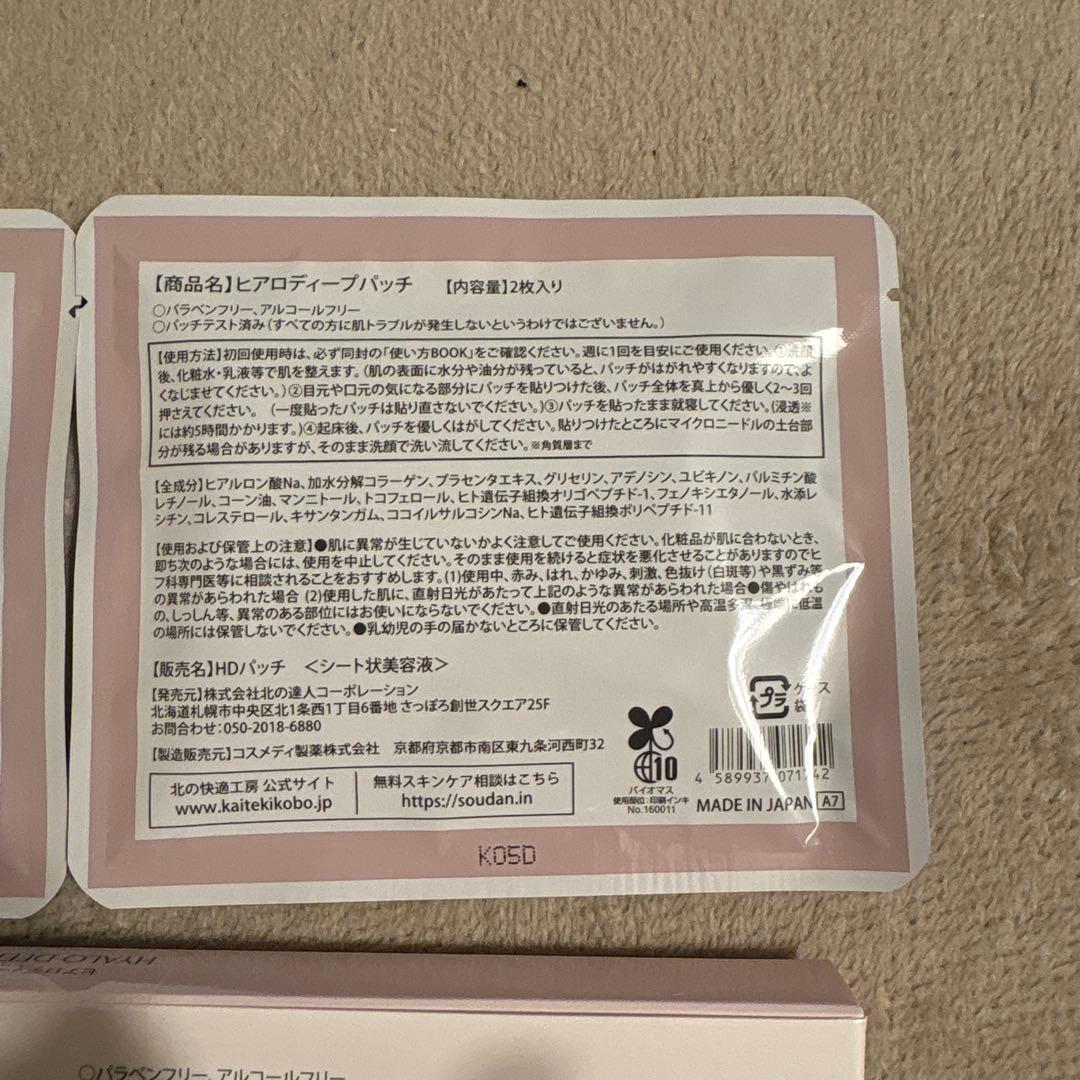 【商品名】ヒアロディープパッチ 【内容量】2枚入り
○パラベンフリー、アルコールフリー
○パッチテスト済み(すべての方に肌トラブルが発生しないというわけではございません。)
【使用方法】初回使用時は、必ず同封の「使い方BOOK」をご確認ください。週に1回を目安にご使用ください。①洗顔
後、化粧水・乳液等で肌を整えます。(肌の表面に水分や油分が残っていると、パッチがはがれやすくなりますので、よ
くなじませてください。)②目元や口元の気になる部分にパッチを貼りつけた後、パッチ全体を真上から優しく2～3回
押さえてください。 (一度貼ったパッチは貼り直さないでください。)③パッチを貼ったまま就寝してください。(浸透※
には約5時間かかります。)④起床後、パッチを優しくはがしてください。貼りつけたところにマイクロニードルの土台部
分が残る場合がありますが、そのまま洗顔で洗い流してください。※角質層まで
【全成分】ヒアルロン酸Na、加水分解コラーゲン、プラセンタエキス、グリセリン、アデノシン、ユビキノン、パルミチン酸
レチノール、コーン油、マンニトール、トコフェロール、ヒト遺伝子組換オリゴペプチド-1、フェノキシエタノール、水添レ
シチン、コレステロール、キサンタンガム、ココイルサルコシンNa、ヒト遺伝子組換ポリペプチド-11
【使用および保管上の注意】●肌に異常が生じていないかよく注意してご使用ください。化粧品が肌に合わないとき、
即ち次のような場合には、使用を中止してください。そのまま使用を続けると症状を悪化させることがありますのでヒ
フ科専門医等に相談されることをおすすめします。(1)使用中、赤み、はれ、かゆみ、刺激、色抜け(白斑等)や黒ずみ等
の異常があらわれた場合 (2)使用した肌に、直射日光があたって上記のような異常があらわれた場合●傷やはれも
の、しっしん等、異常のある部位にはお使いにならないでください。●直射日光のあたる場所や高温多湿、極端に低温
の場所には保管しないでください。●乳幼児の手の届かないところに保管してください。
【販売名】HDパッチ ＜シート状美容液＞
【発売元】株式会社北の達人コーポレーション
北海道札幌市中央区北1条西1丁目6番地 さっぽろ創世スクエア25F
お問合わせ:050-2018-6880
【製造販売元】コスメディ製薬株式会社 京都府京都市南区東九条河西町32
北の快適工房 公式サイト
www.kaitekikobo.jp
無料スキンケア相談はこちら
https://soudan.in
10
バイオマス
使用部位:印刷インキ
No.160011
プラ
ケース
袋
MADE IN JAPAN A7
K05D
○パラベンフリー、アルコールフリー